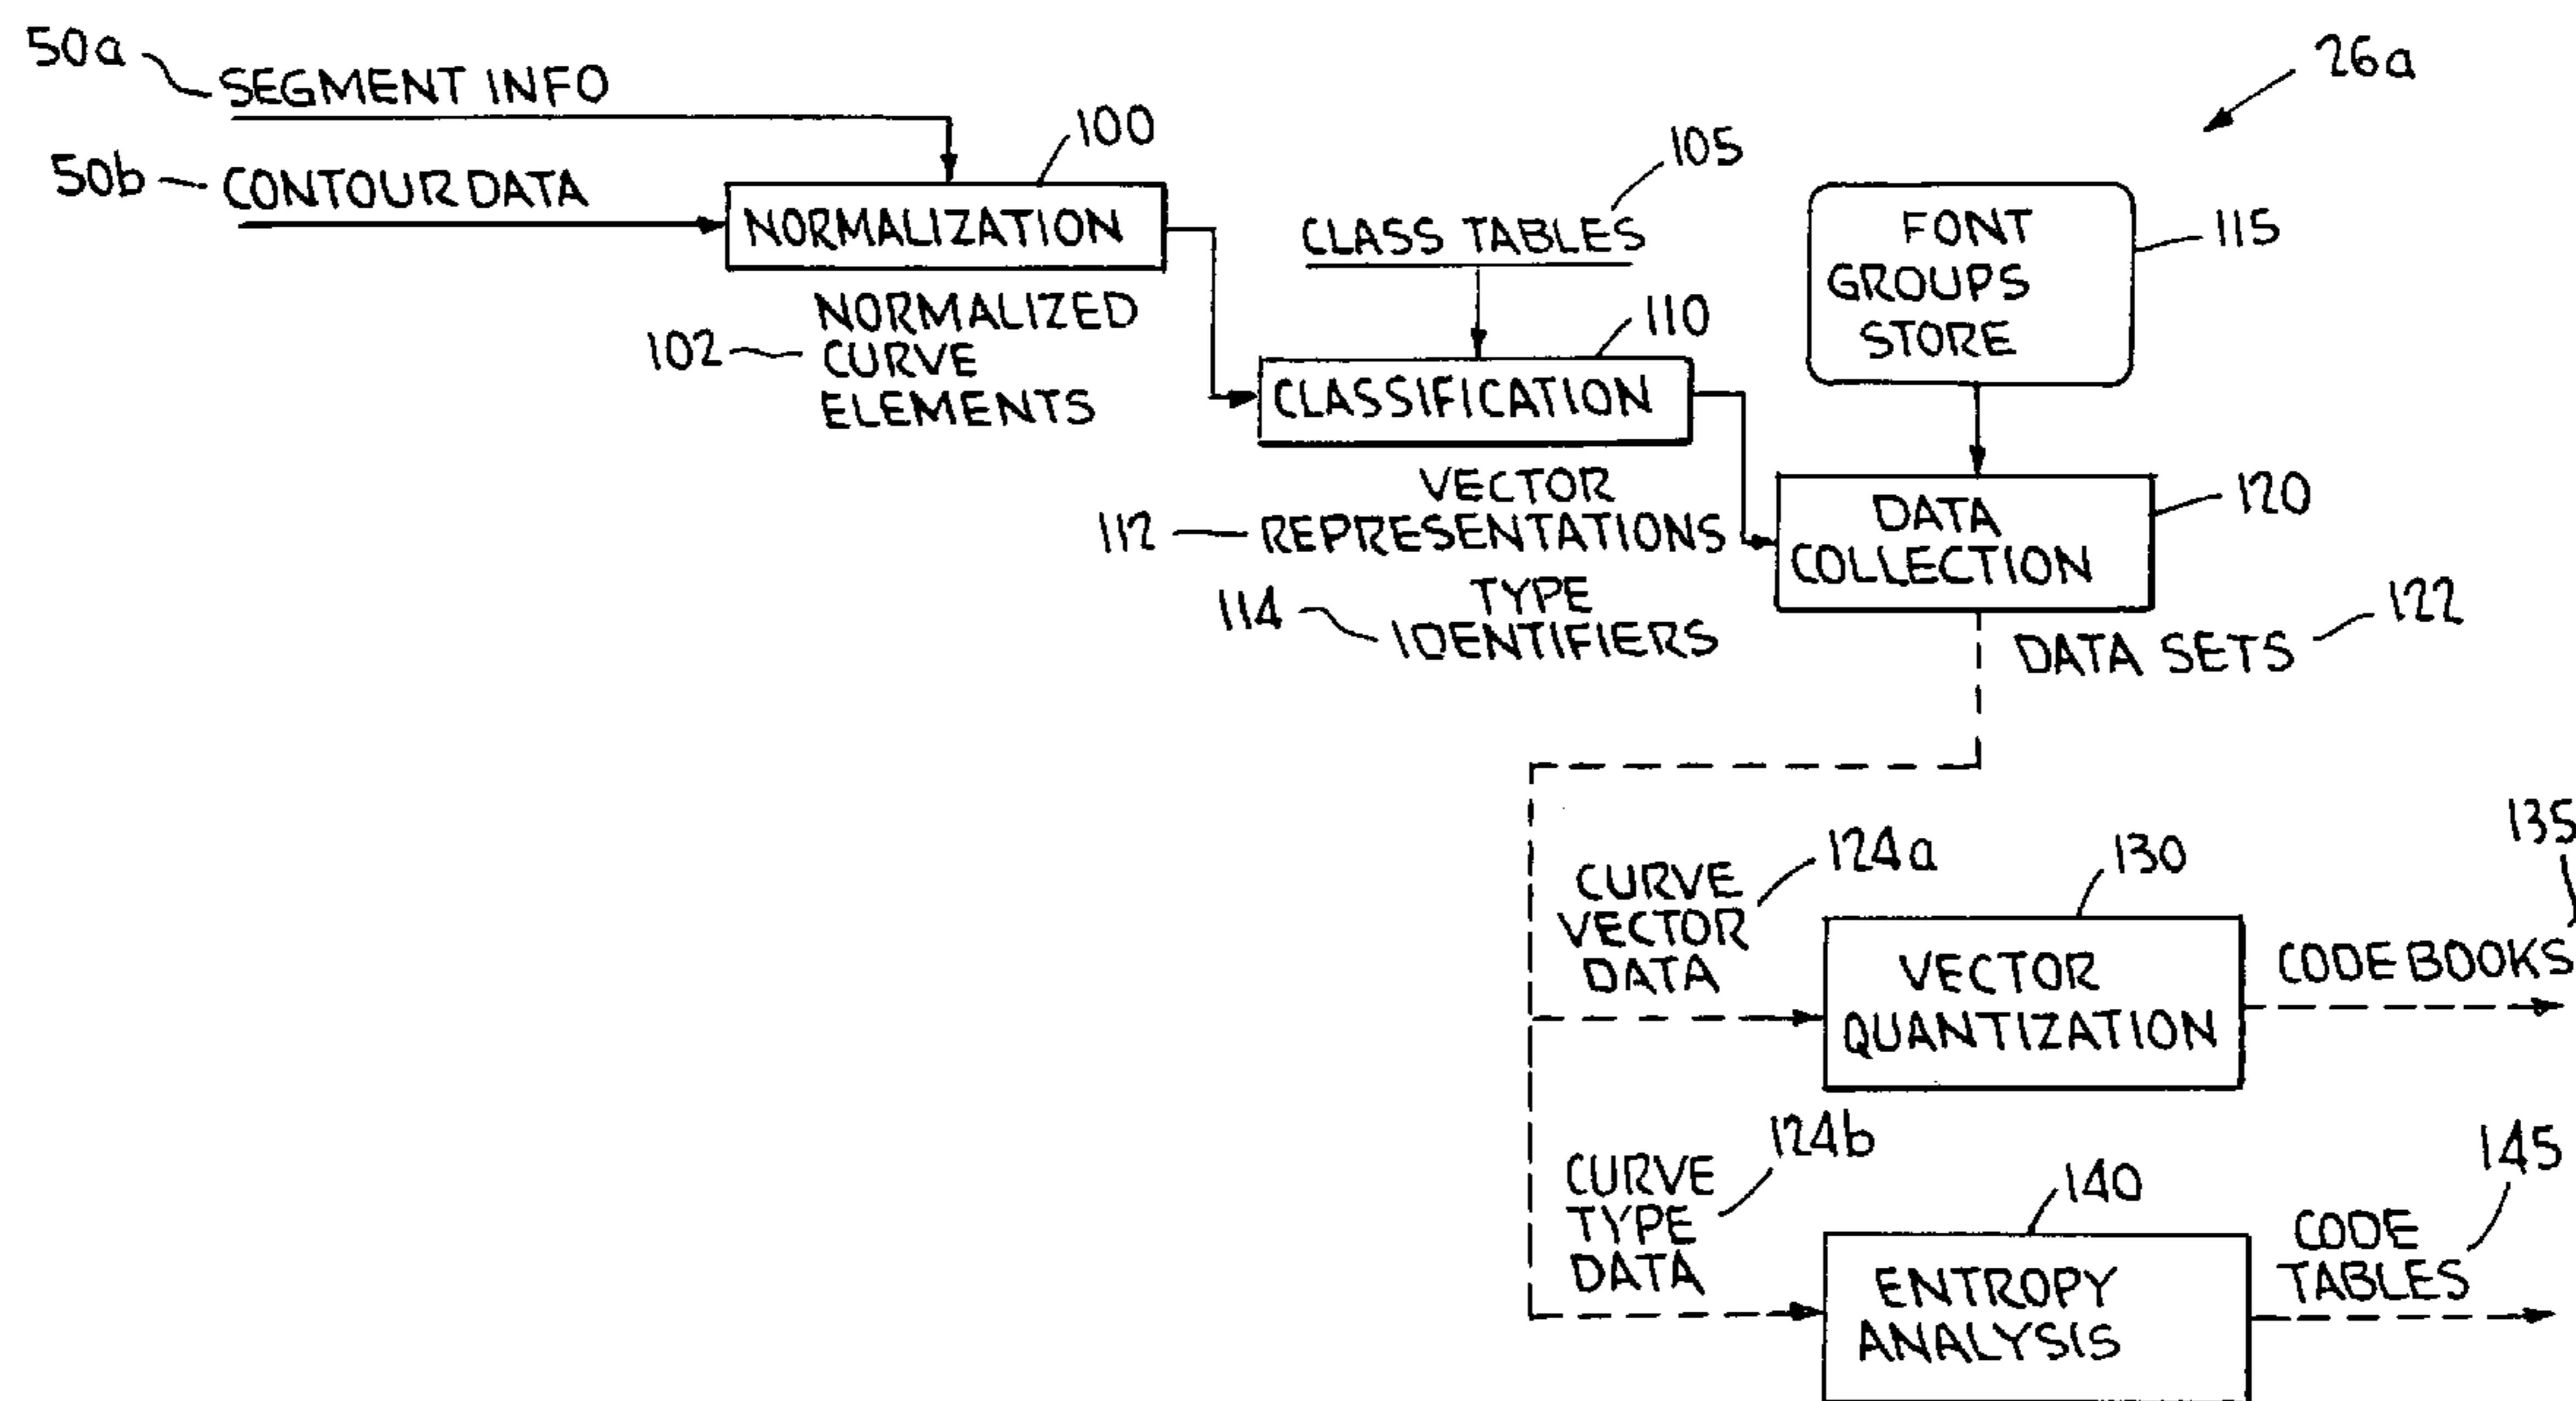 50a
SEGMENT INFO
26a
50b
CONTOUR DATA
100
NORMALIZATION
105
CLASS TABLES
FONT
GROUPS
STORE
115
102
NORMALIZED
CURVE
ELEMENTS
110
CLASSIFICATION
112
VECTOR
REPRESENTATIONS
114
TYPE
IDENTIFIERS
DATA
COLLECTION
120
DATA SETS
122
CURVE
VECTOR
DATA
124a
130
VECTOR
QUANTIZATION
135
CODE BOOKS
CURVE
TYPE
DATA
124b
140
ENTROPY
ANALYSIS
145
CODE
TABLES